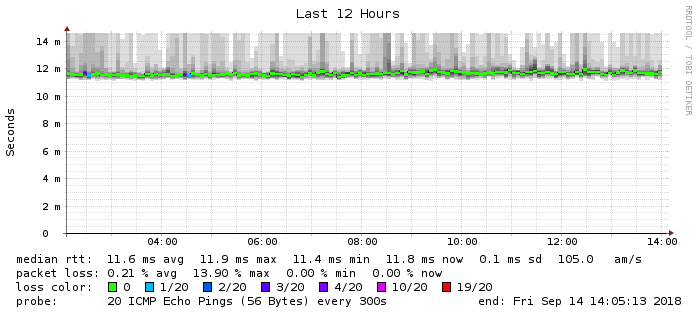 Last 12 Hours
RRDTOOL / TOBI OETIKER
Seconds
14 m
12 m
10 m
8 m
6 m
4 m
2 m
0
04:00 06:00 08:00 10:00 12:00 14:00
median rtt: 11.6 ms avg 11.9 ms max 11.4 ms min 11.8 ms now 0.1 ms sd 105.0 am/s
packet loss: 0.21 % avg 13.90 % max 0.00 % min 0.00 % now
loss color: 0 1/20 2/20 3/20 4/20 10/20 19/20
probe: 20 ICMP Echo Pings (56 Bytes) every 300s end: Fri Sep 14 14:05:13 2018